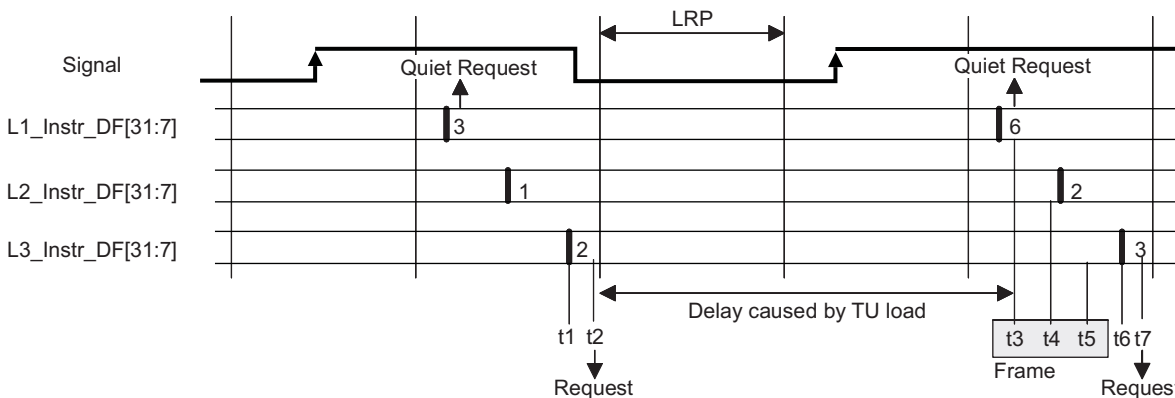 LRP
Signal
Quiet Request
Quiet Request
L1_Instr_DF[31:7]
3
6
L2_Instr_DF[31:7]
1
2
L3_Instr_DF[31:7]
2
3
Delay caused by TU load
t1 t2 t3 t4 t5 t6 t7
Frame
Request
Request